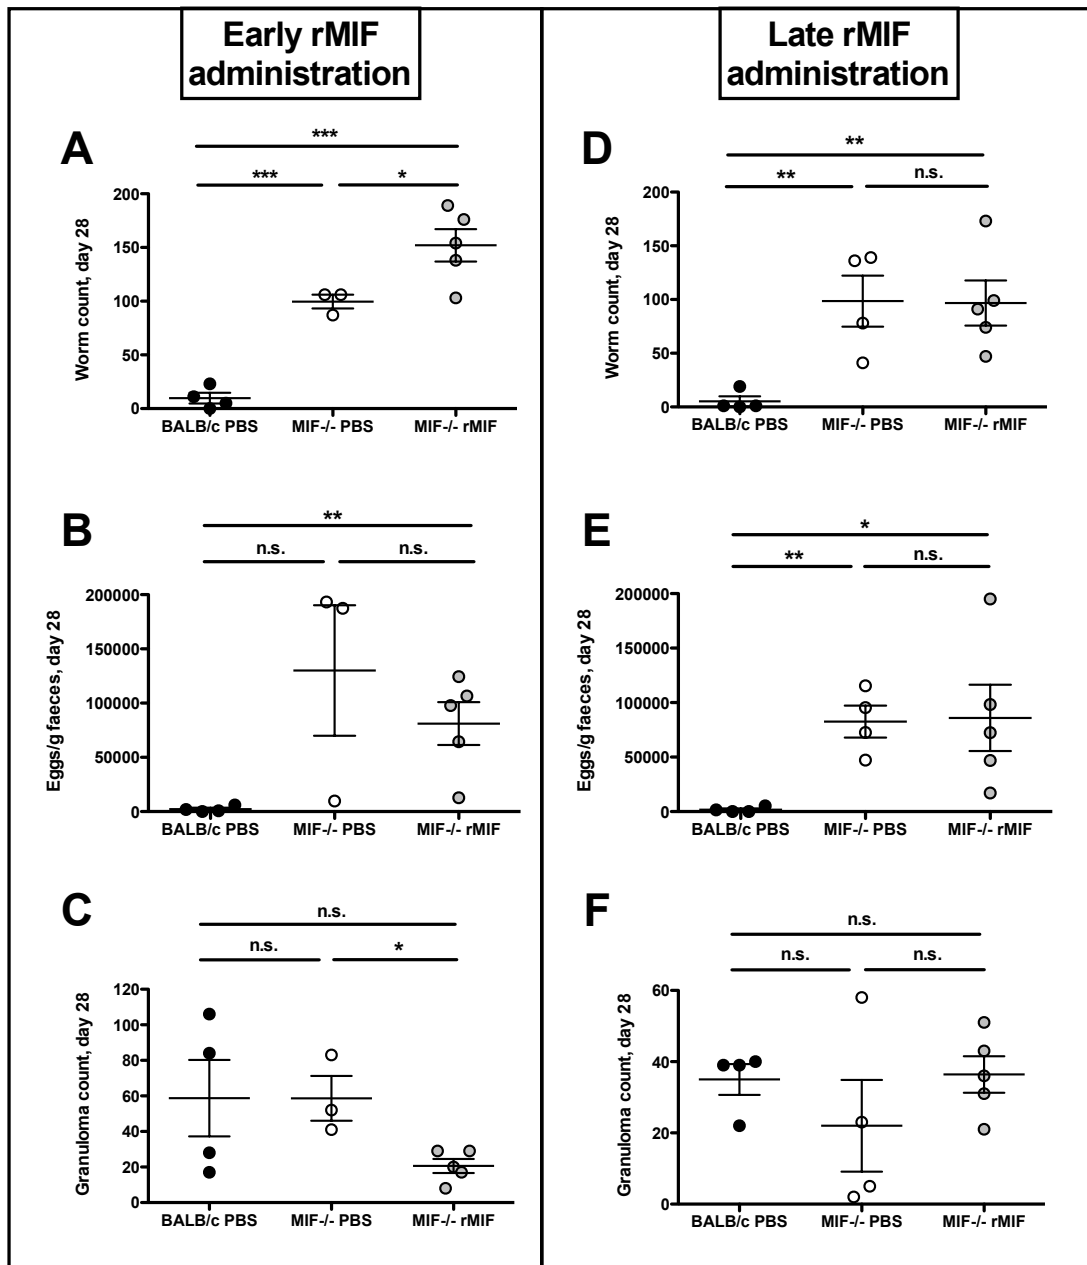 Early rMIF
administration
Late rMIF
administration
A
***
***
*
Worm count, day 28
200
150
100
50
0
BALB/c PBS
MIF-/- PBS
MIF-/- rMIF
B
**
n.s.
n.s.
Eggs/g faeces, day 28
200000
150000
100000
50000
0
BALB/c PBS
MIF-/- PBS
MIF-/- rMIF
C
n.s.
n.s.
*
Granuloma count, day 28
120
100
80
60
40
20
0
BALB/c PBS
MIF-/- PBS
MIF-/- rMIF
D
**
**
n.s.
Worm count, day 28
200
150
100
50
0
BALB/c PBS
MIF-/- PBS
MIF-/- rMIF
E
*
**
n.s.
Eggs/g faeces, day 28
200000
150000
100000
50000
0
BALB/c PBS
MIF-/- PBS
MIF-/- rMIF
F
n.s.
n.s.
n.s.
Granuloma count, day 28
60
40
20
0
BALB/c PBS
MIF-/- PBS
MIF-/- rMIF